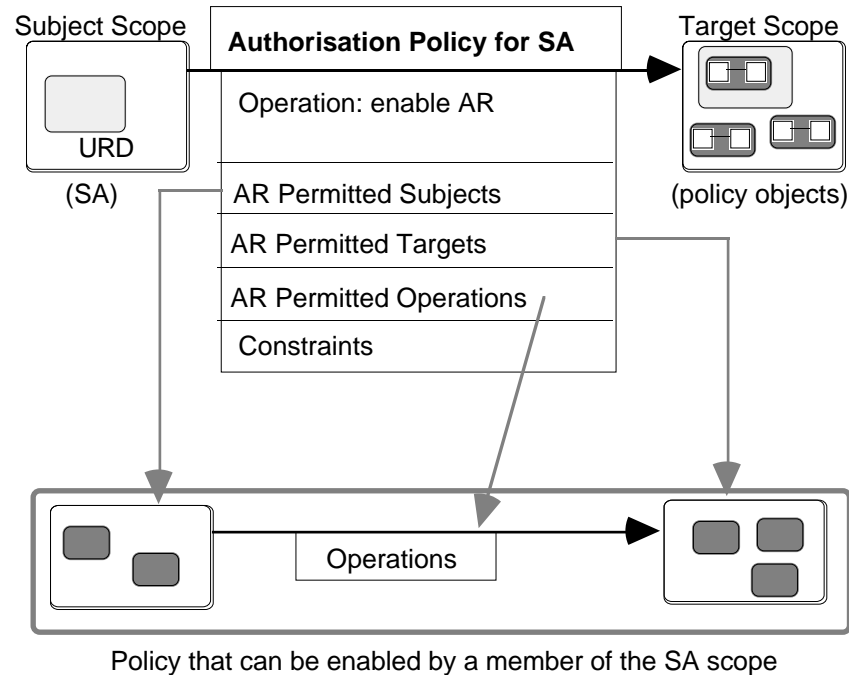 Subject Scope
Authorisation Policy for SA
Target Scope
Operation: enable AR
URD
(SA)
(policy objects)
AR Permitted Subjects
AR Permitted Targets
AR Permitted Operations
Constraints
Operations
Policy that can be enabled by a member of the SA scope